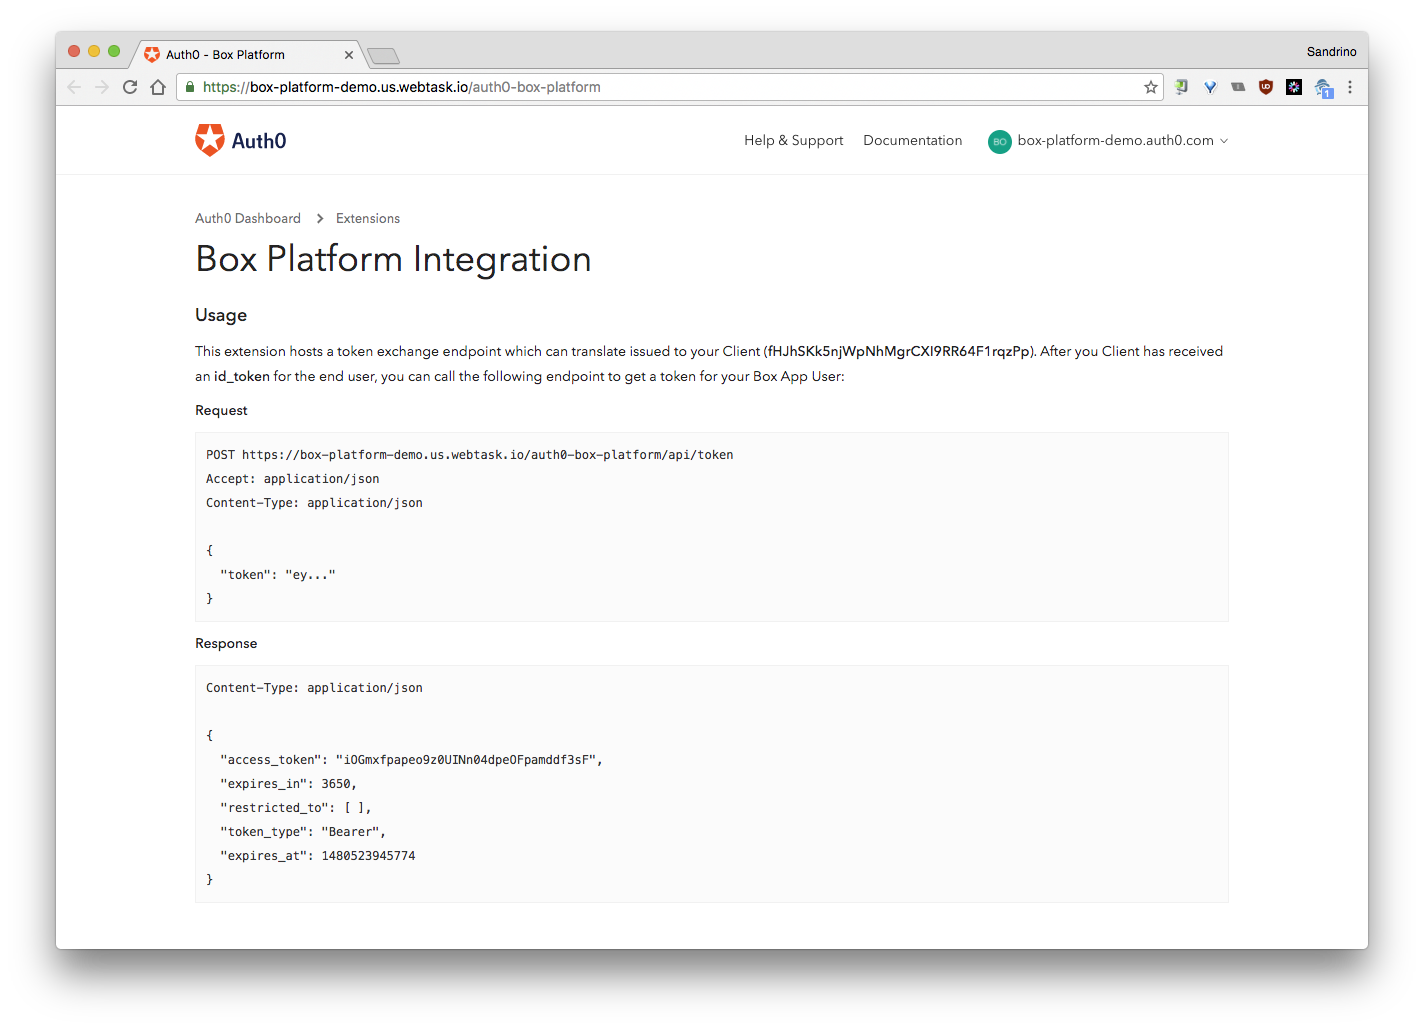 Auth0 - Box Platform
Sandrino
https://box-platform-demo.us.webtask.io/auth0-box-platform
1
Auth0
Help & Support
Documentation
BO
box-platform-demo.auth0.com
Auth0 Dashboard
Extensions
Box Platform Integration
Usage
This extension hosts a token exchange endpoint which can translate issued to your Client (fHJhSKk5njWpNhMgrCXI9RR64F1rqzPp). After you Client has received
an id_token for the end user, you can call the following endpoint to get a token for your Box App User:
Request
POST https://box-platform-demo.us.webtask.io/auth0-box-platform/api/token
Accept: application/json
Content-Type: application/json
{
"token": "ey..."
}
Response
Content-Type: application/json
{
"access_token": "iOGmxfpapeo9z0UINn04dpeOFpamddf3sF",
"expires_in": 3650,
"restricted_to": [ ],
"token_type": "Bearer",
"expires_at": 1480523945774
}